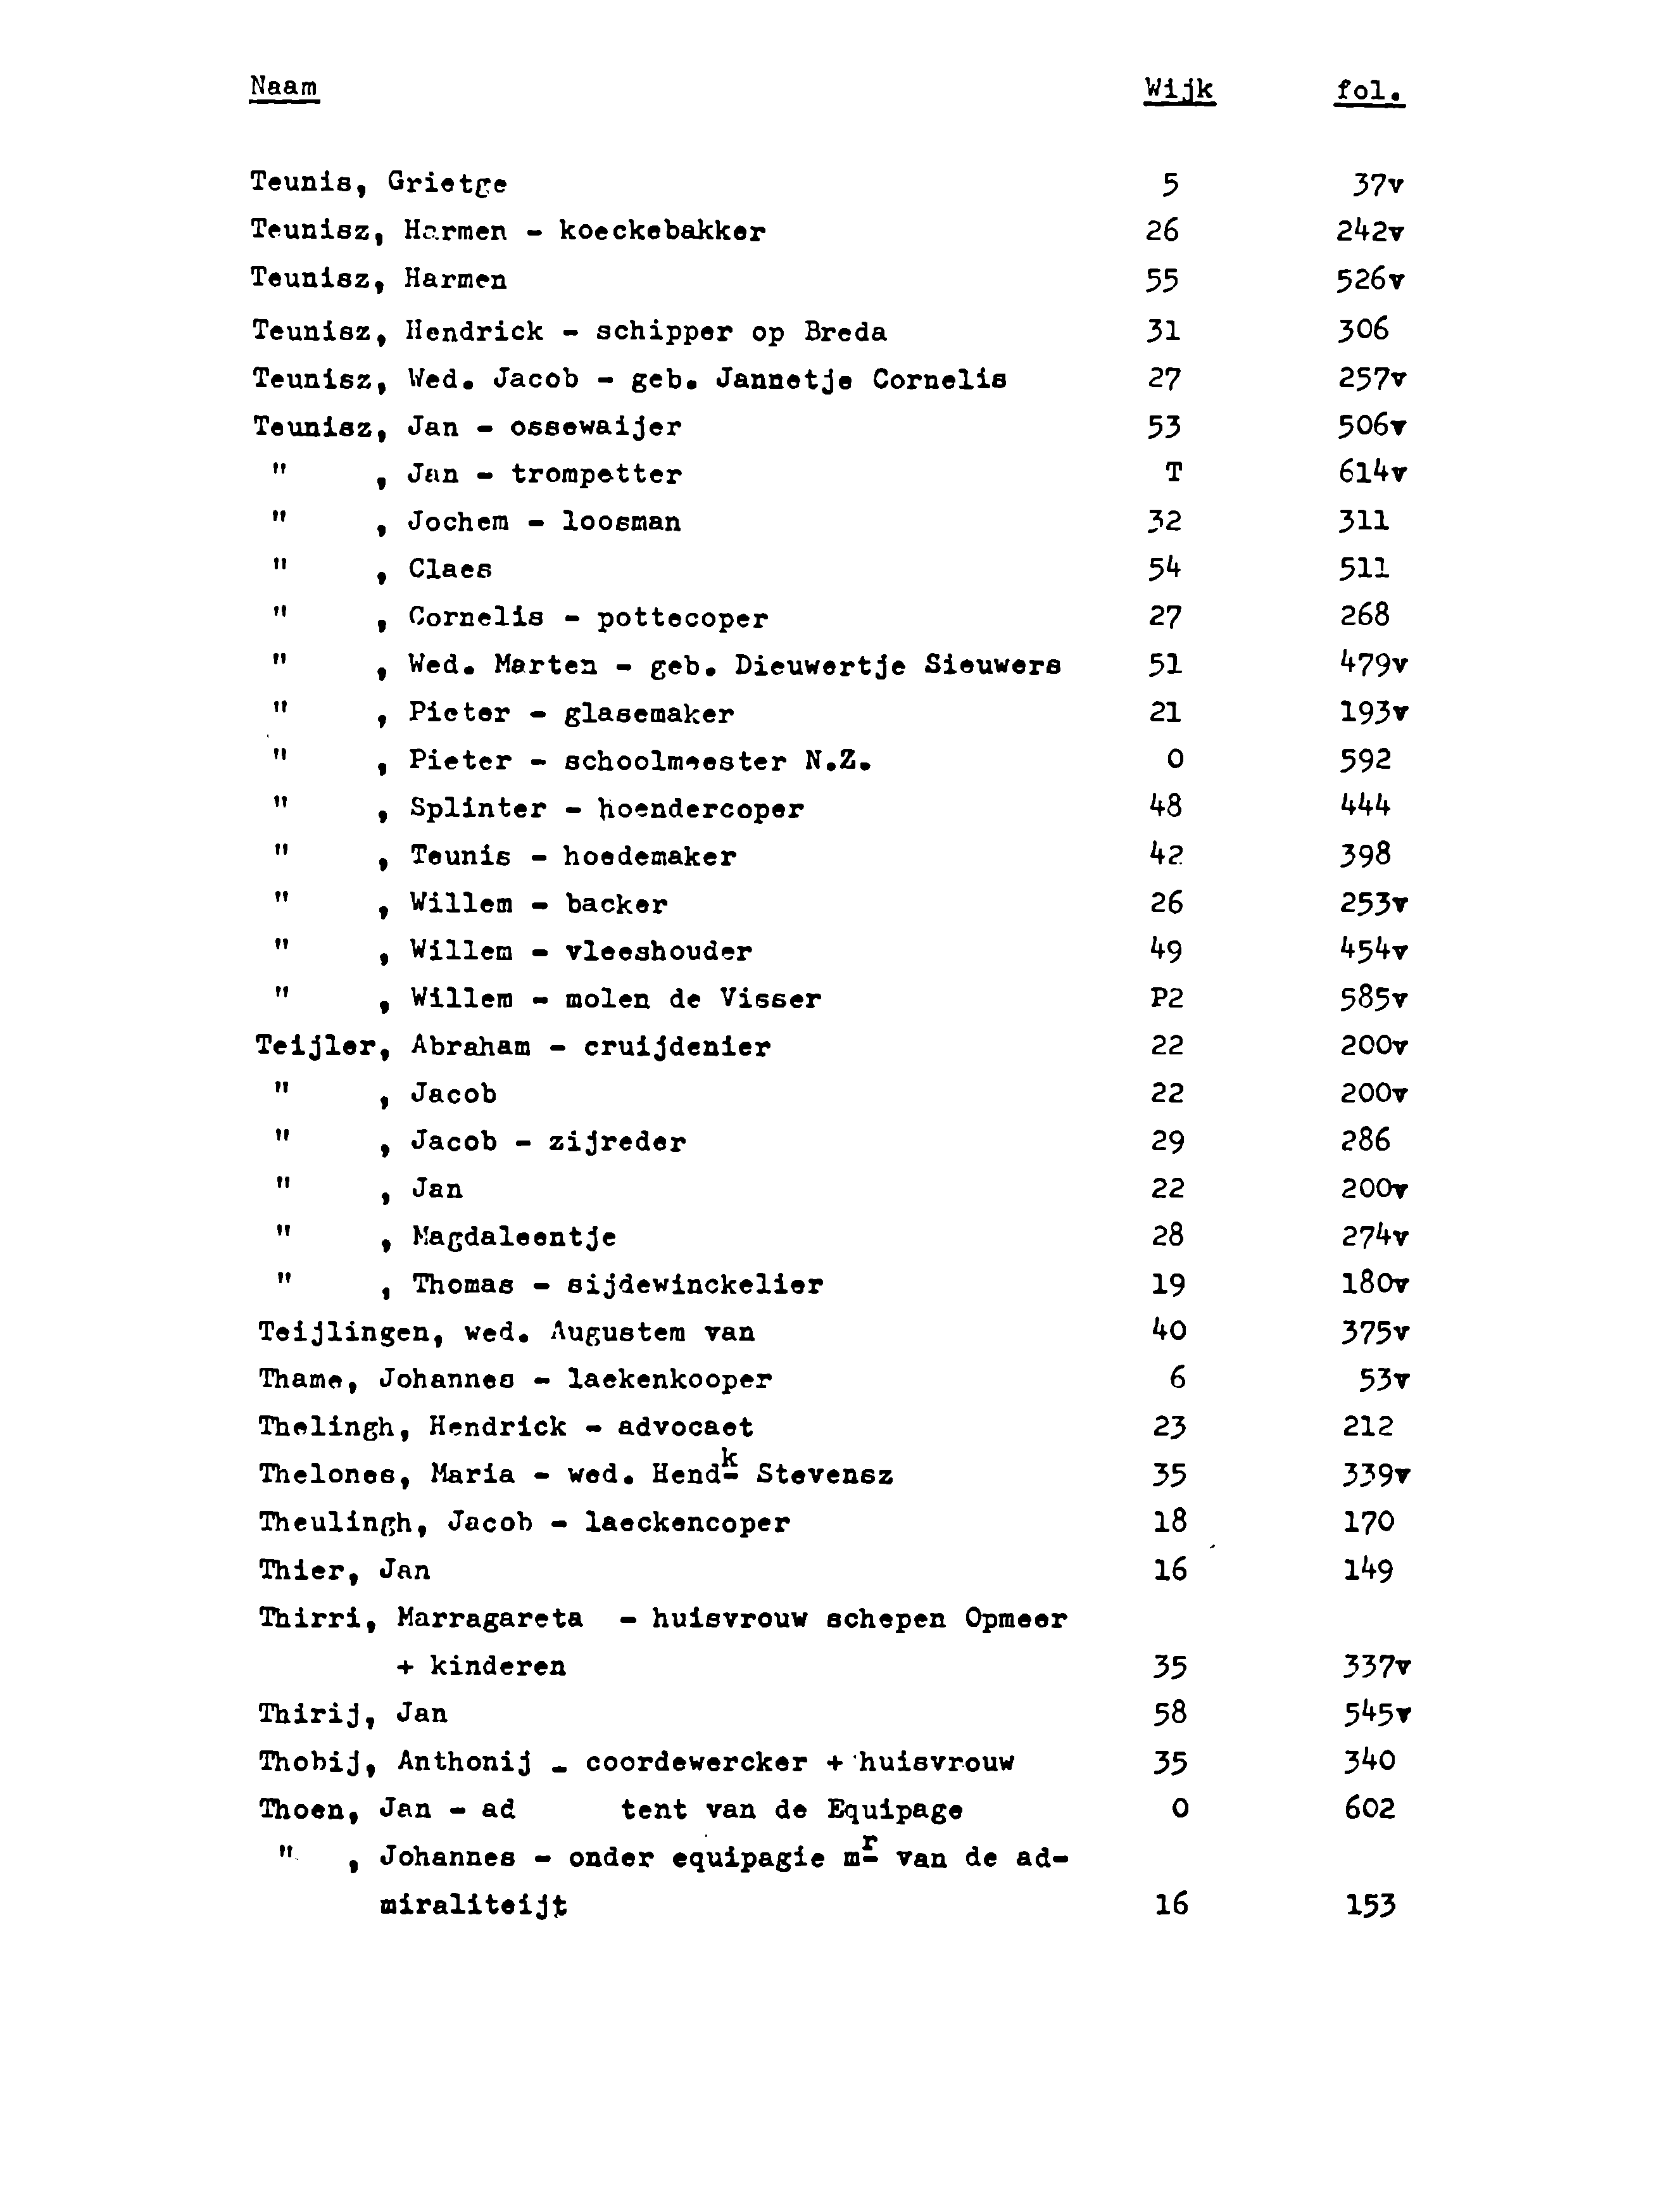 Naam Wijk fol.
Teunis, Grietge 5 37v
Teunisz, Harmen - koeckebakker 26 242v
Teunisz, Harmen 55 526v
Teunisz, Hendrick - schipper op Breda 31 306
Teunisz, Wed. Jacob - geb. Jannetje Cornelis 27 257v
Teunisz, Jan - ossewaijer 53 506v
" , Jan - trompetter T 614v
" , Jochem - loosman 32 311
" , Claes 54 511
" , Cornelis - pottecoper 27 268
" , Wed. Marten - geb. Dieuwertje Sieuwers 51 479v
" , Pieter - glasemaker 21 193v
" , Pieter - schoolmeester N.Z. O 592
" , Splinter - hoendercoper 48 444
" , Teunis - hoedemaker 42 398
" , Willem - backer 26 253v
" , Willem - vleeshouder 49 454v
" , Willem - molen de Visser P2 585v
Teijler, Abraham - cruijdenier 22 200v
" , Jacob 22 200v
" , Jacob - zijreder 29 286
" , Jan 22 200v
" , Magdaleentje 28 274v
" , Thomas - sijdewinckelier 19 180v
Teijlingen, wed. Augustem van 40 375v
Thame, Johannes - laekenkooper 6 53v
Thelingh, Hendrick - advocaet 23 212
Thelones, Maria - wed. Hendk Stevensz 35 339v
Theulingh, Jacob - laeckencoper 18 170
Thier, Jan 16 149
Thirri, Marragareta - huisvrouw schepen Opmeer
+ kinderen 35 337v
Thirij, Jan 58 545v
Thobij, Anthonij - coordewercker + huisvrouw 35 340
Thoen, Jan - ad tent van de Equipage O 602
" , Johannes - onder equipagie mr van de ad-
miraliteijt 16 153